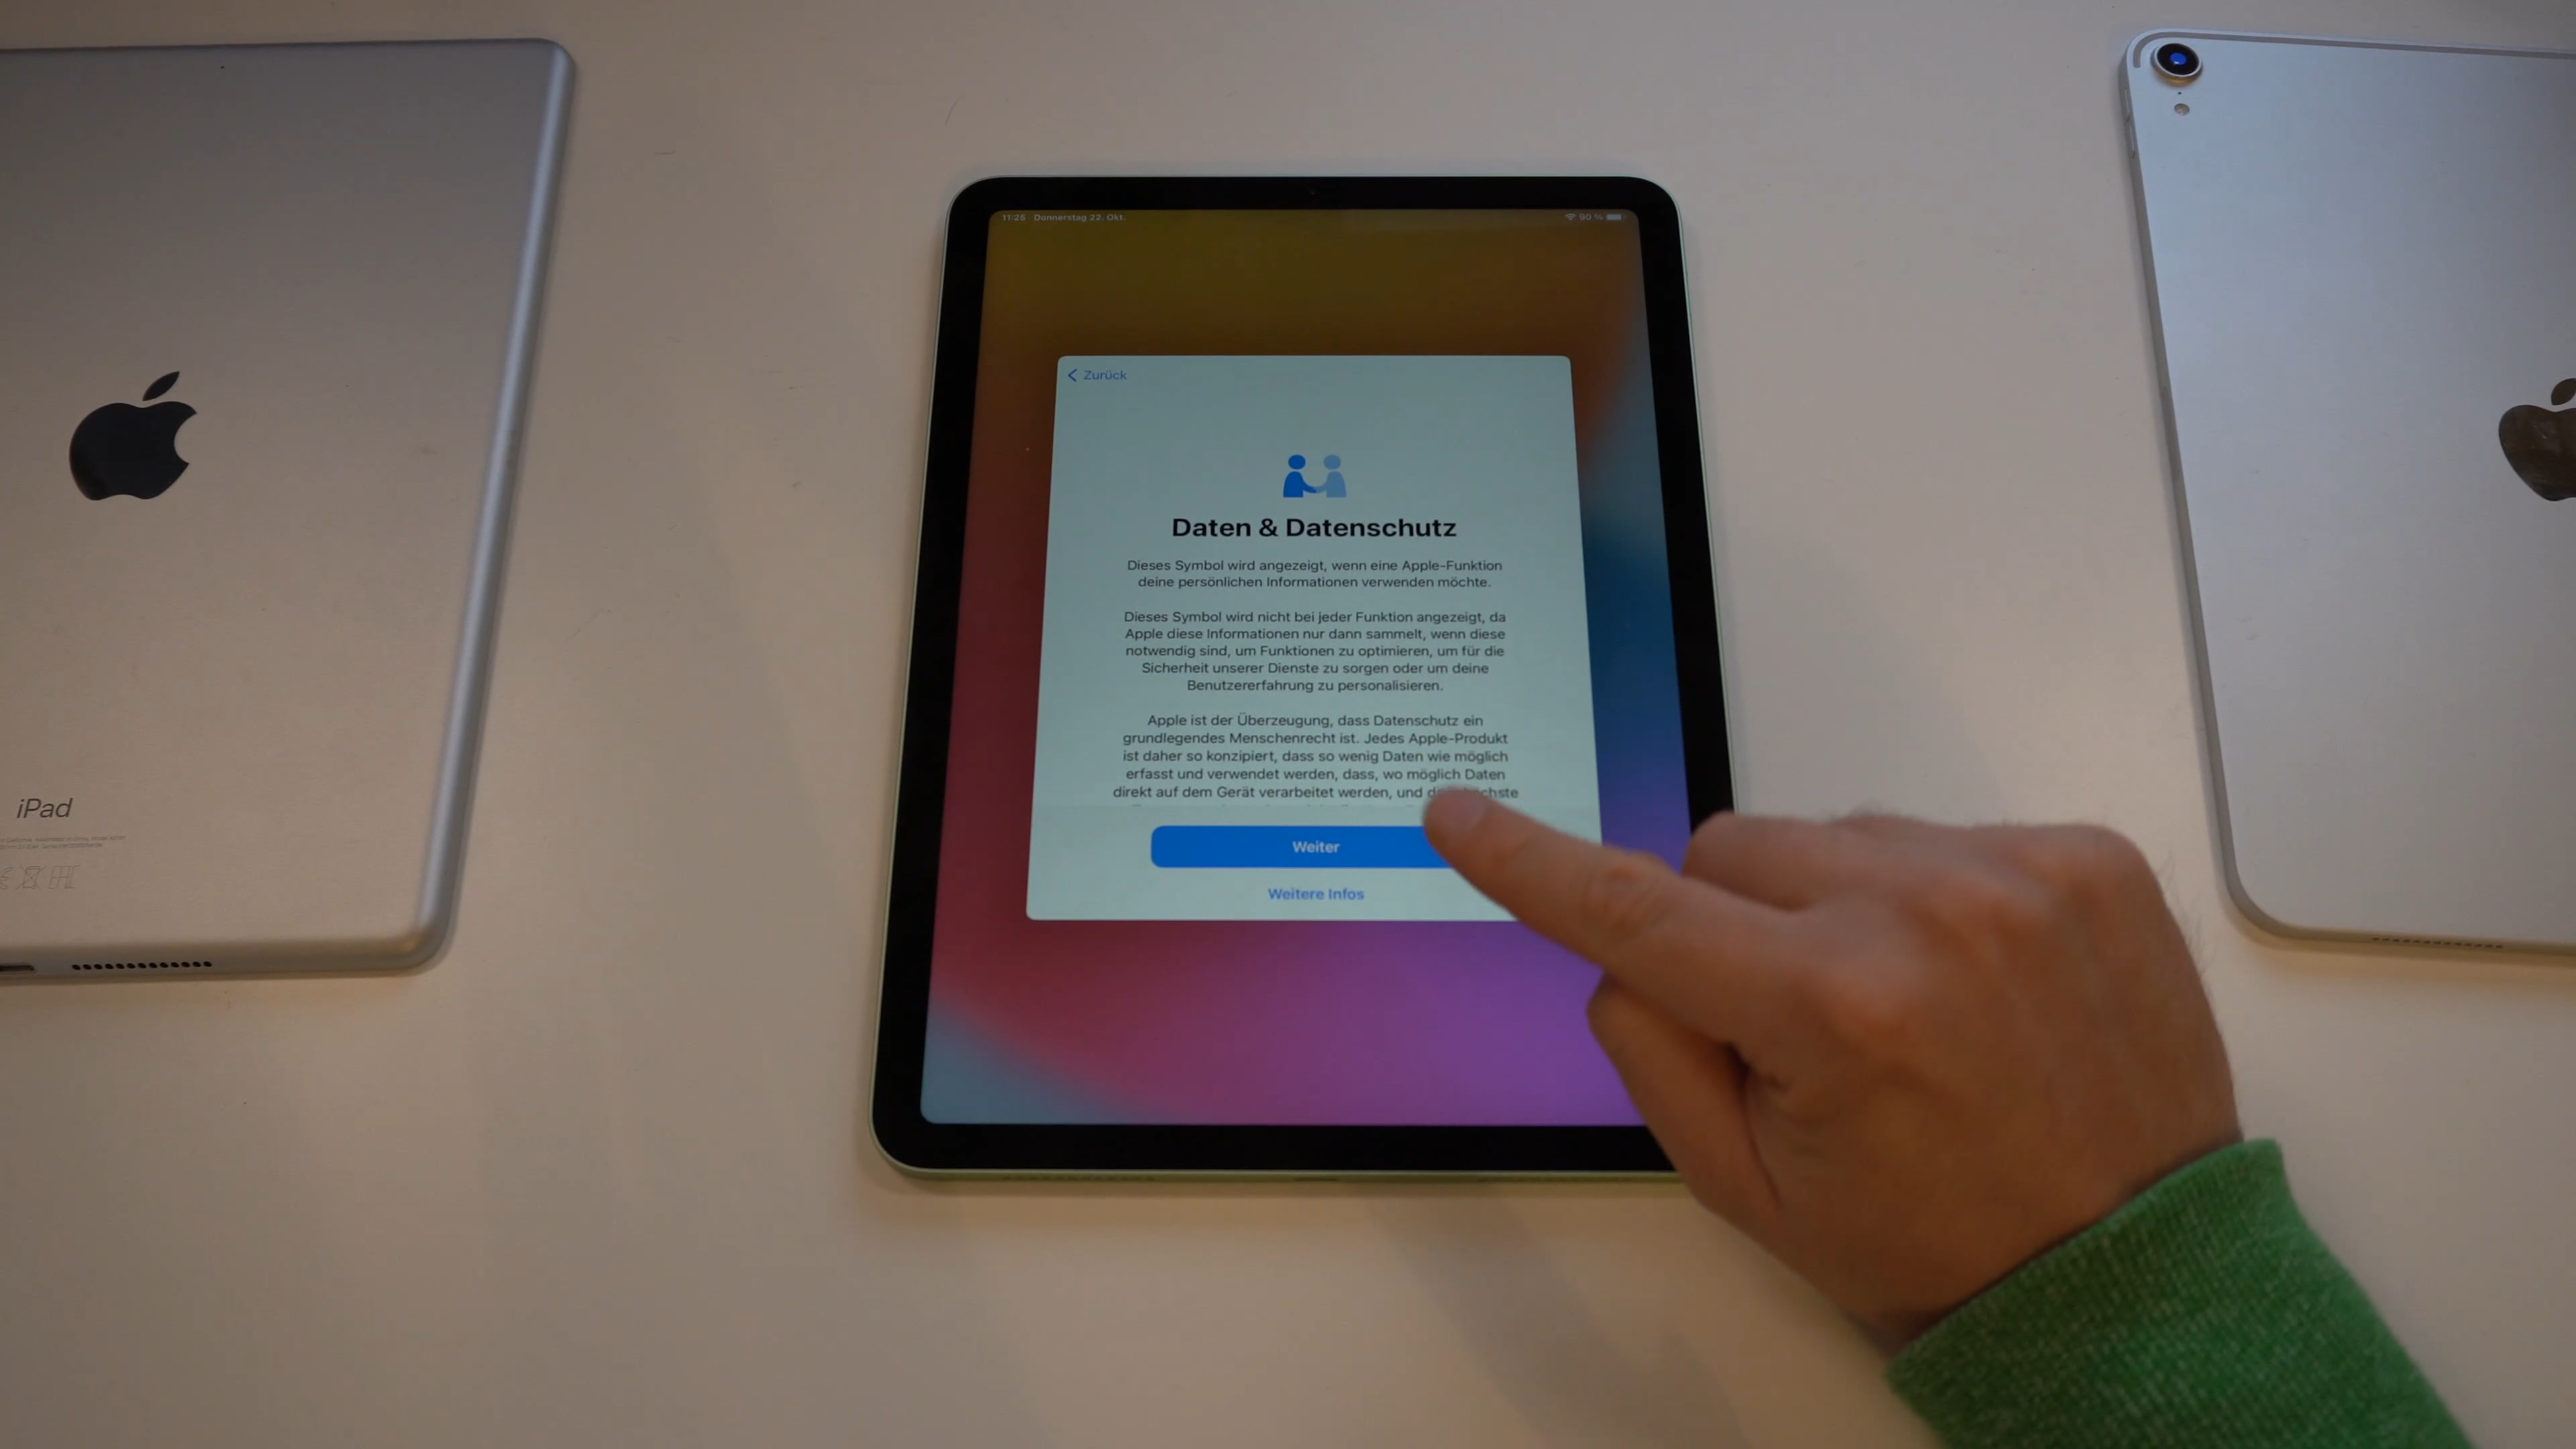 11:25 Donnerstag 22. Okt.
90 %
Zurück
Daten & Datenschutz
Dieses Symbol wird angezeigt, wenn eine Apple-Funktion
deine persönlichen Informationen verwenden möchte.
Dieses Symbol wird nicht bei jeder Funktion angezeigt, da
Apple diese Informationen nur dann sammelt, wenn diese
notwendig sind, um Funktionen zu optimieren, um für die
Sicherheit unserer Dienste zu sorgen oder um deine
Benutzererfahrung zu personalisieren.
Apple ist der Überzeugung, dass Datenschutz ein
grundlegendes Menschenrecht ist. Jedes Apple-Produkt
ist daher so konzipiert, dass so wenig Daten wie möglich
erfasst und verwendet werden, dass, wo möglich Daten
direkt auf dem Gerät verarbeitet werden, und
Weiter
Weitere Infos
iPad